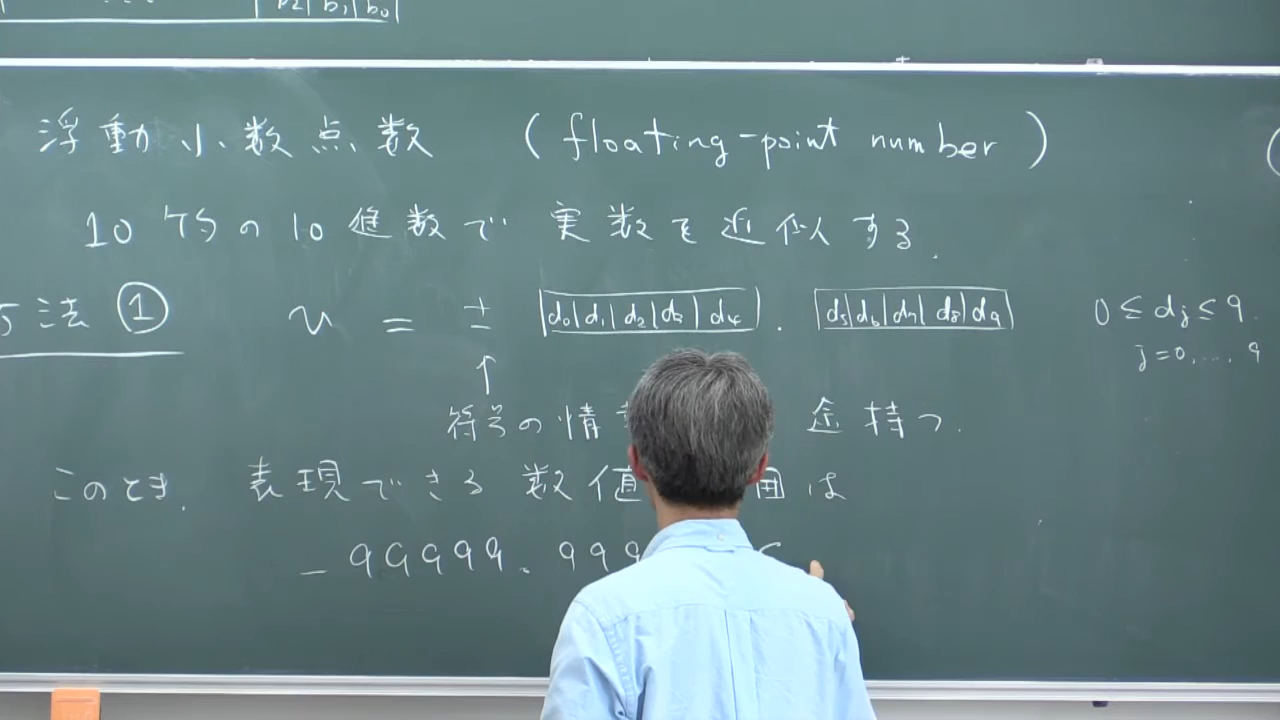 b₂ b₁ b₀
浮動小数点数 (floating-point number)
10ケタの10進数で実数を近似する.
方法① v = ± d₀ d₁ d₂ d₃ d₄ . d₅ d₆ d₇ d₈ d₉ 0 ≤ dⱼ ≤ 9.
j=0,...,9
↑
符号の情 持つ.
このとき. 表現できる数値 囲は
-99999.999